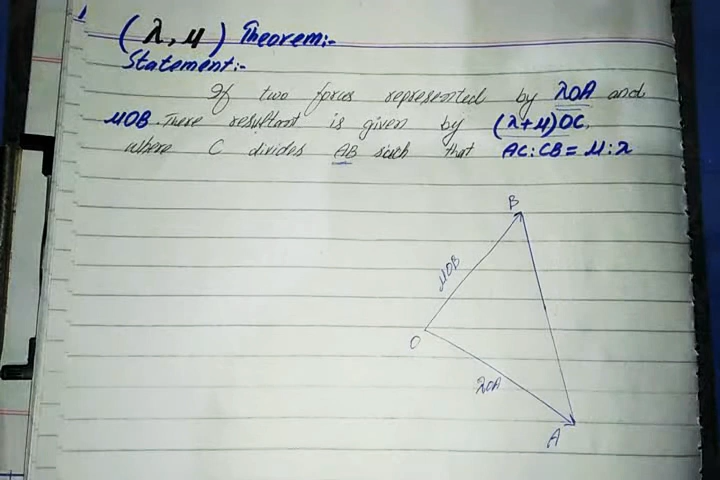 (λ, μ) Theorem:-
Statement:-
If two forces represented by λOA and
μOB. There resultant is given by (λ+μ)OC,
where C divides AB such that AC:CB = μ:λ
B
μOB
O
λOA
A